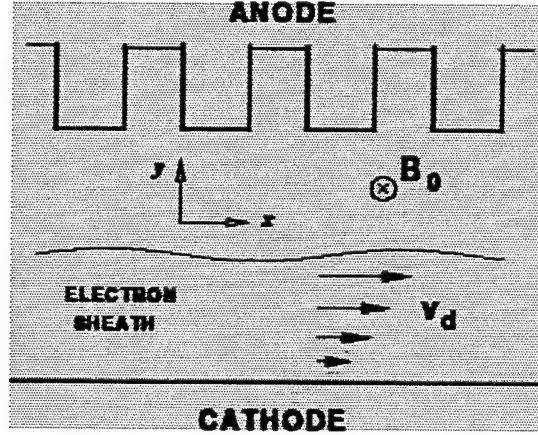 ANODE
y
B0
x
ELECTRON
SHEATH
vd
CATHODE